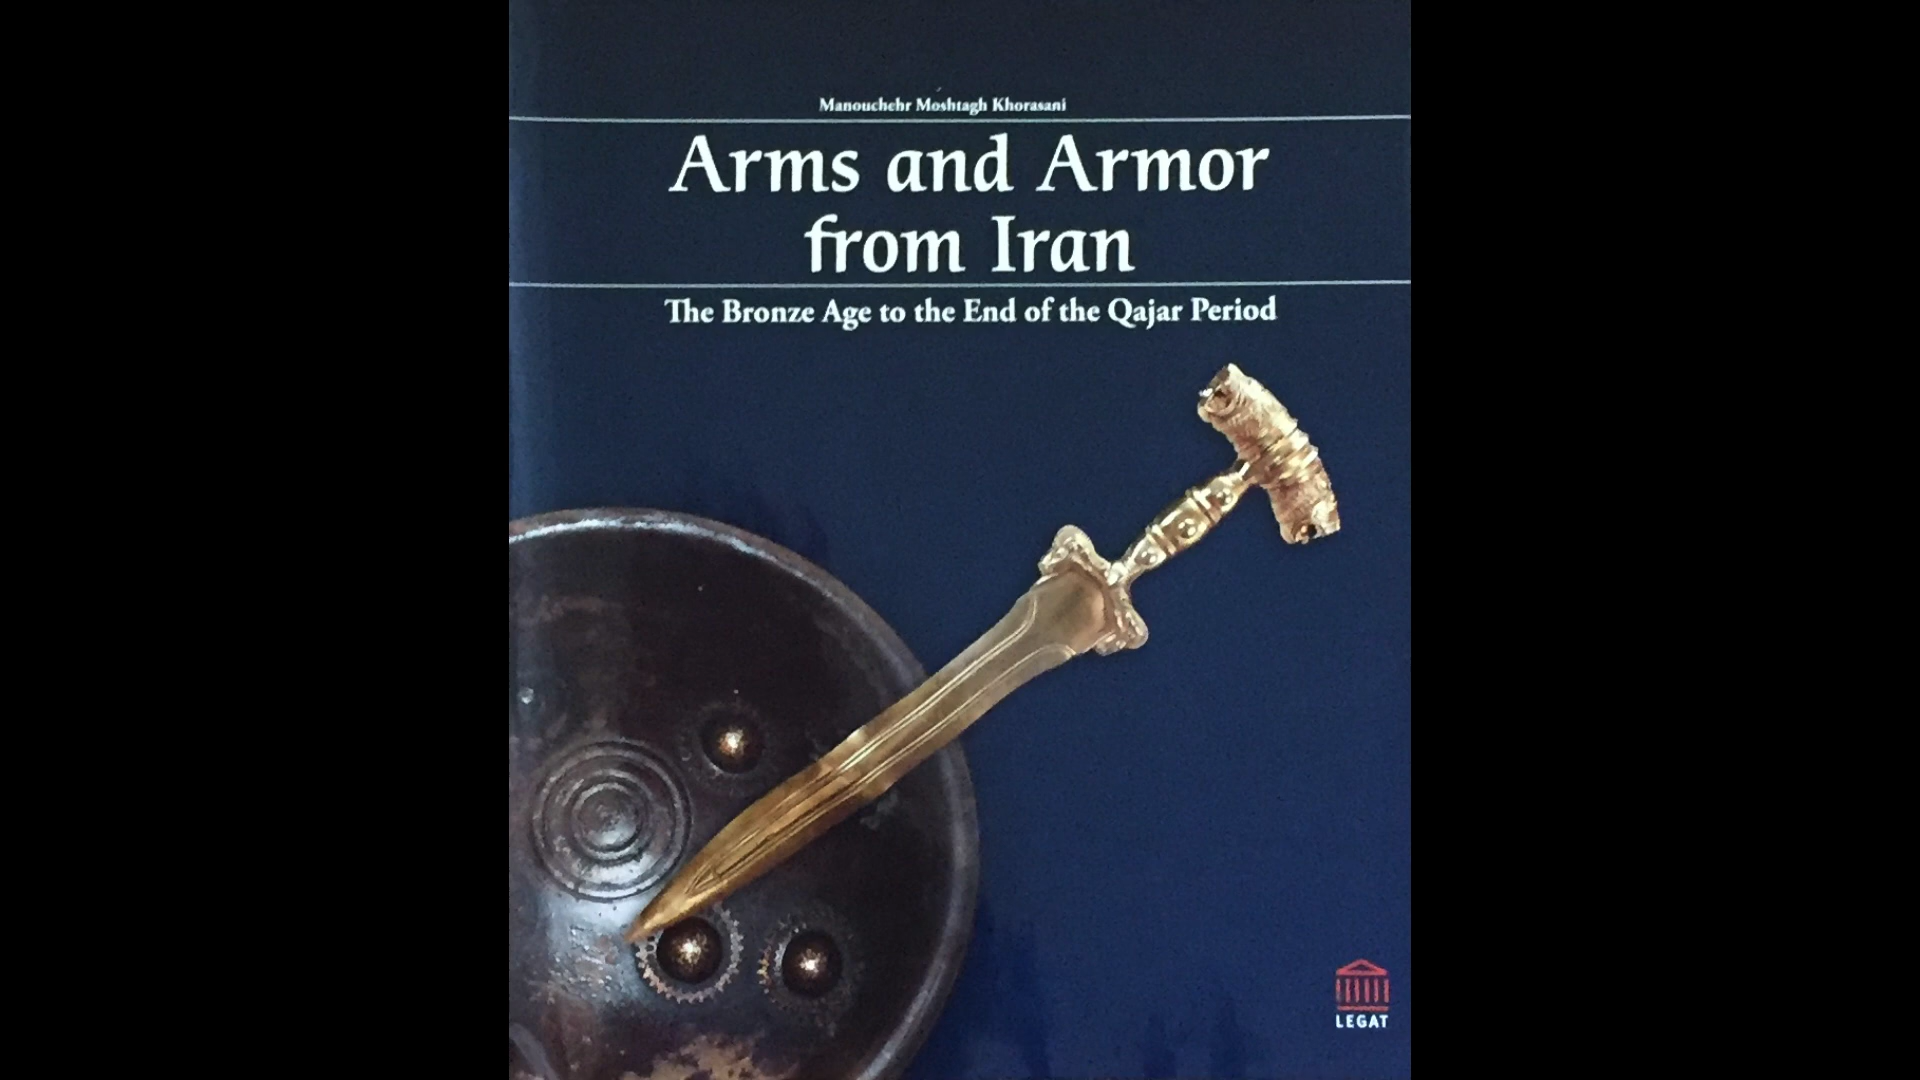 Manouchehr Moshtagh Khorasani
Arms and Armor
from Iran
The Bronze Age to the End of the Qajar Period
LEGAT